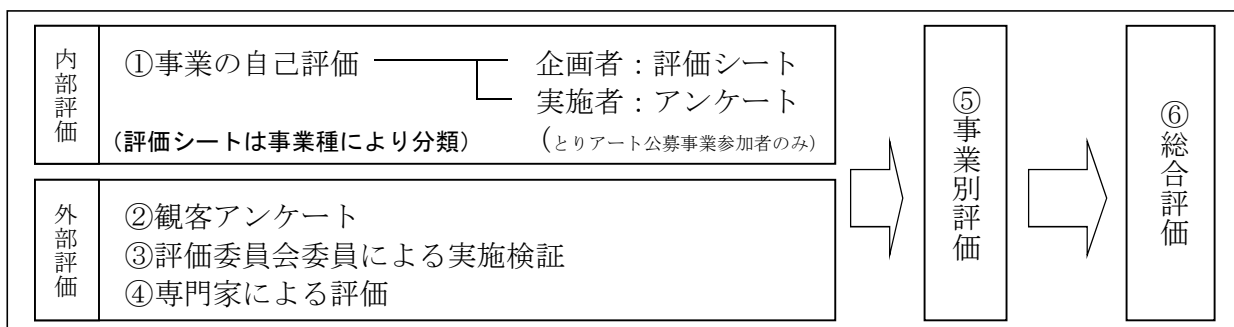 内部評価
①事業の自己評価 企画者：評価シート
実施者：アンケート
(評価シートは事業種により分類) (とりアート公募事業参加者のみ)
外部評価
②観客アンケート
③評価委員会委員による実施検証
④専門家による評価
⑤事業別評価
⑥総合評価